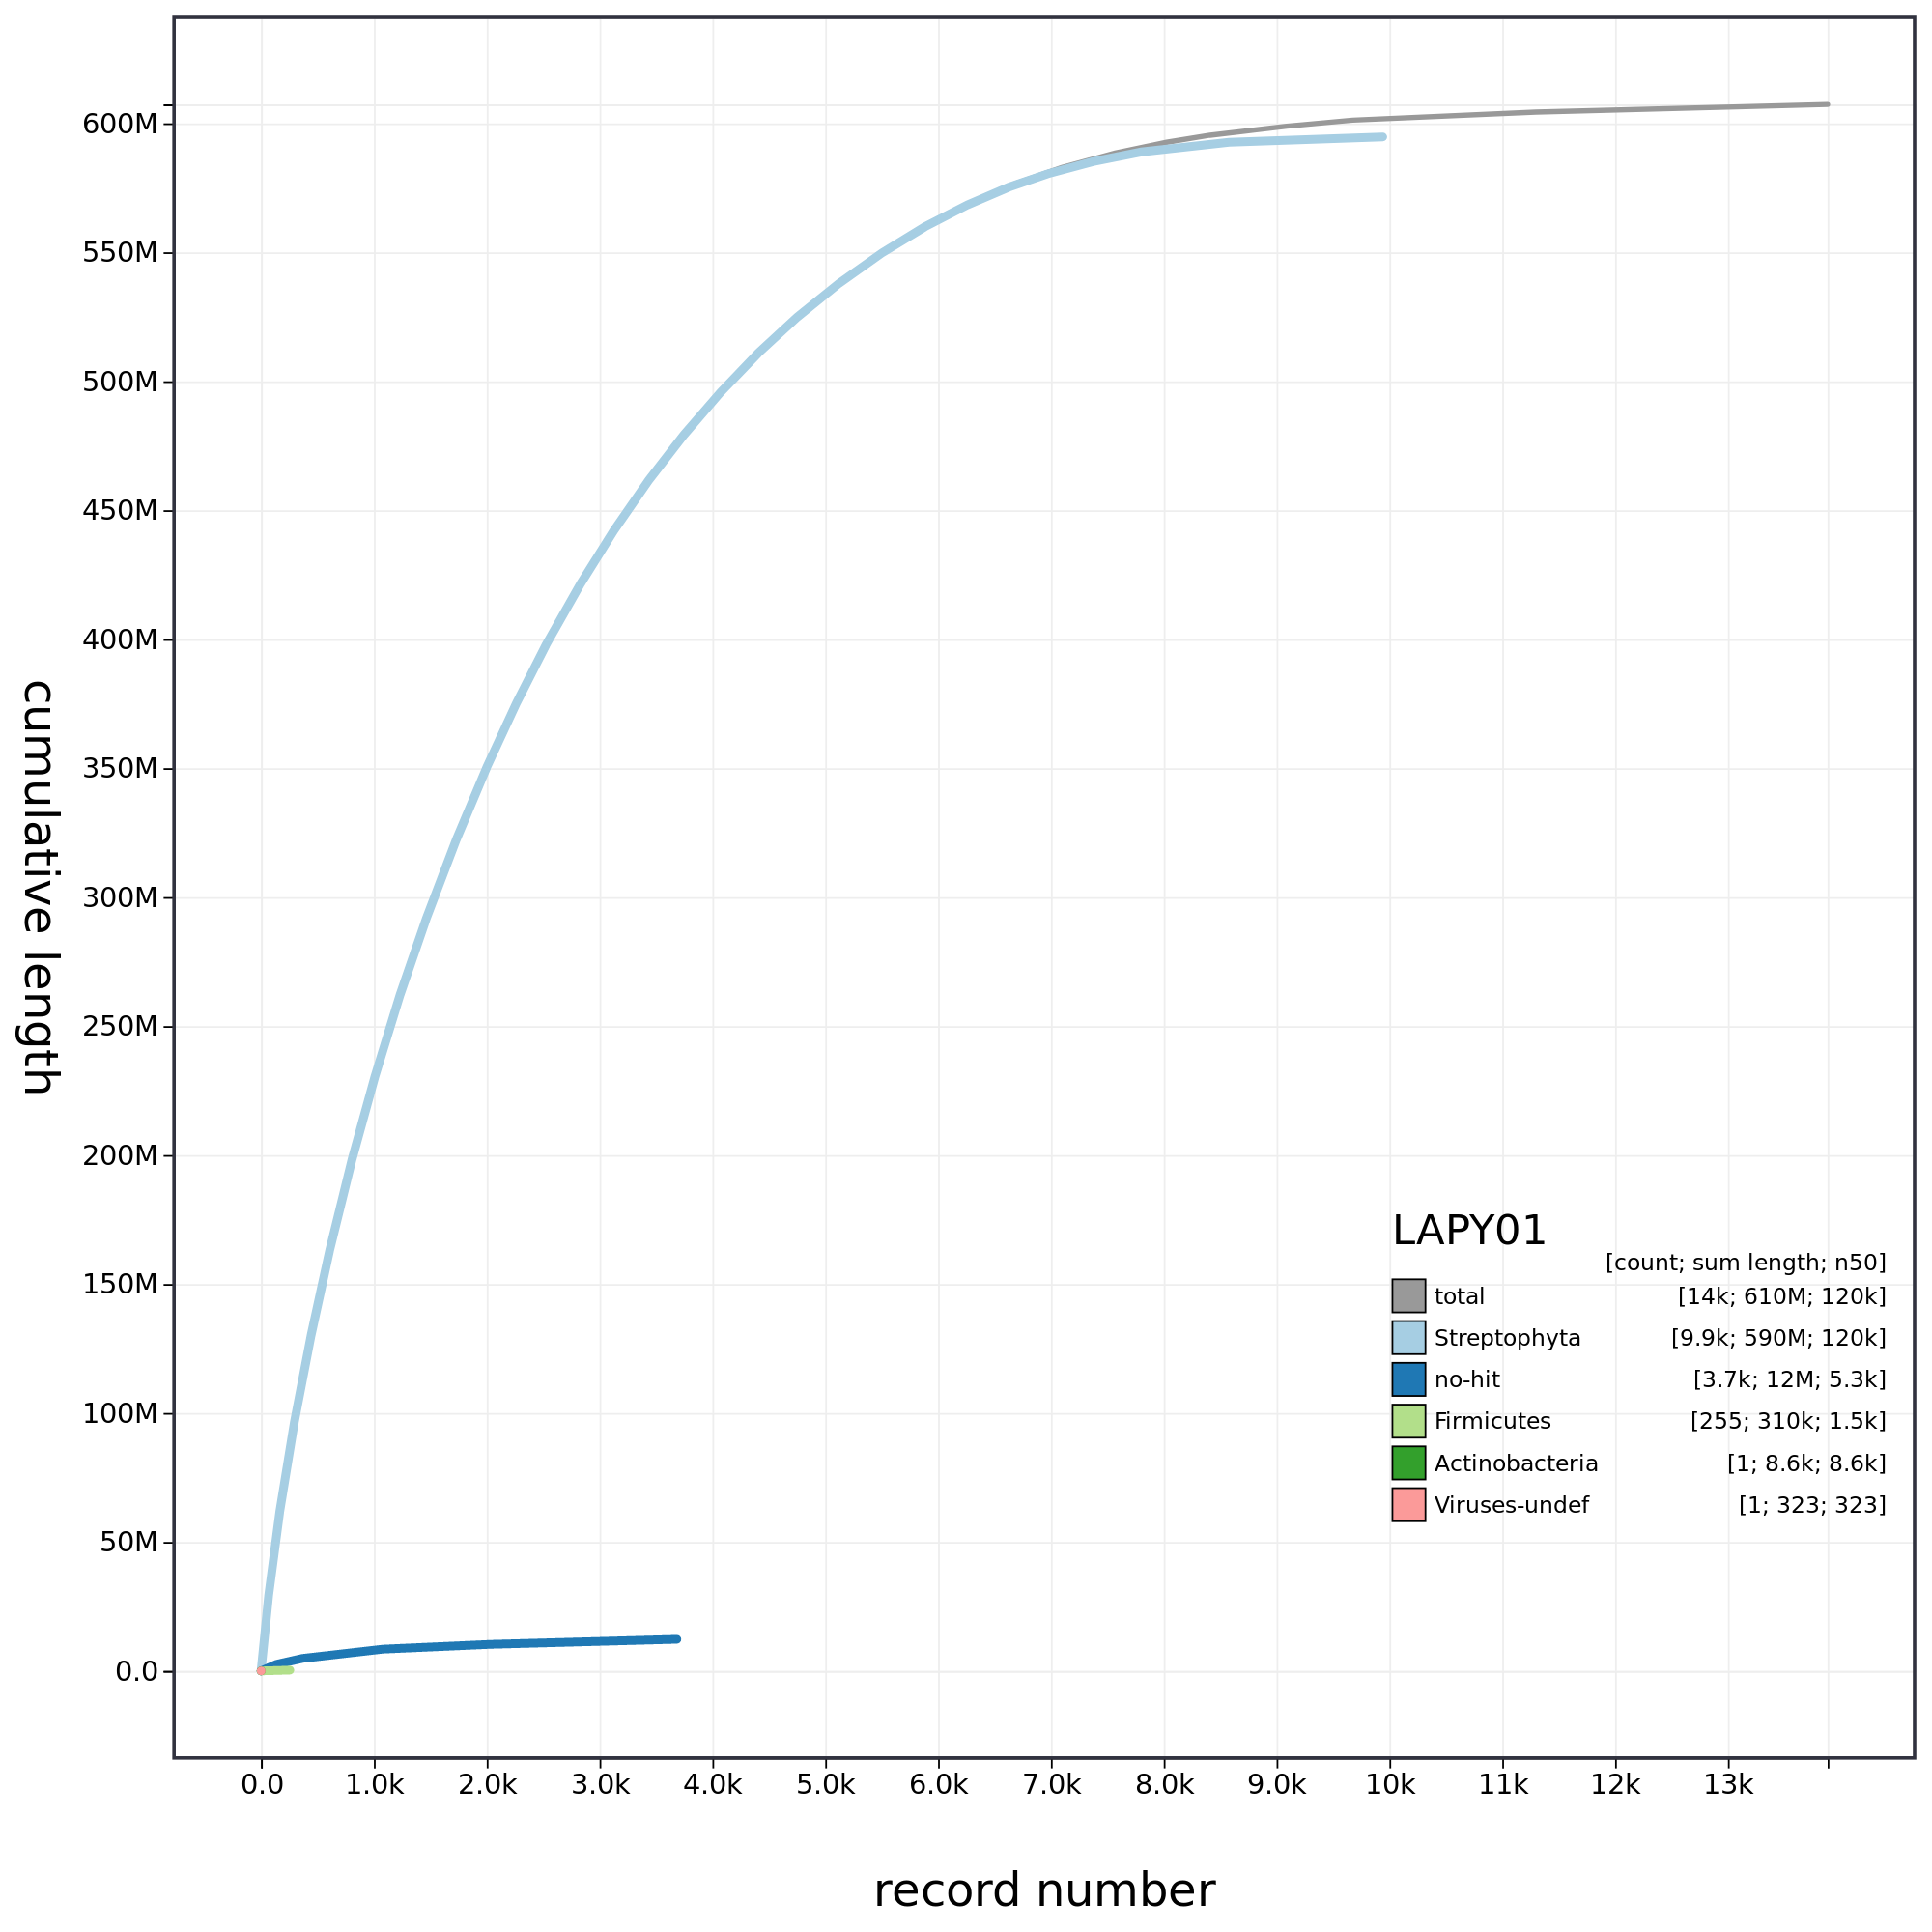 600M
550M
500M
450M
400M
350M
300M
250M
200M
150M
100M
50M
0.0
cumulative length
0.0 1.0k 2.0k 3.0k 4.0k 5.0k 6.0k 7.0k 8.0k 9.0k 10k 11k 12k 13k
record number
LAPY01
[count; sum length; n50]
total [14k; 610M; 120k]
Streptophyta [9.9k; 590M; 120k]
no-hit [3.7k; 12M; 5.3k]
Firmicutes [255; 310k; 1.5k]
Actinobacteria [1; 8.6k; 8.6k]
Viruses-undef [1; 323; 323]